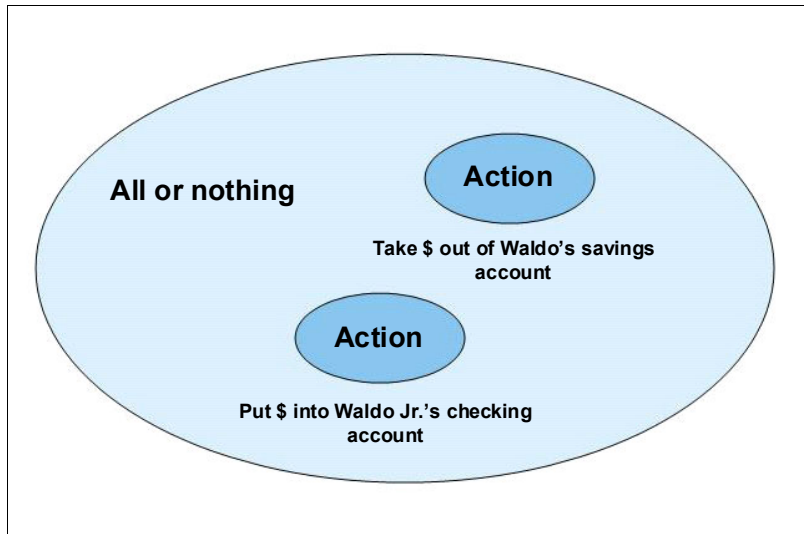 Action
All or nothing
Take $ out of Waldo’s savings
account
Action
Put $ into Waldo Jr.’s checking
account